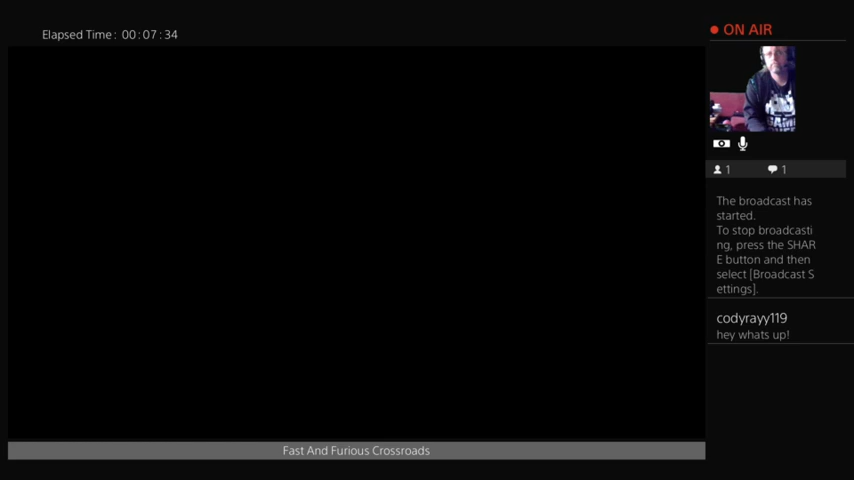 Elapsed Time: 00:07:34
ON AIR
1 1
The broadcast has
started.
To stop broadcasti
ng, press the SHAR
E button and then
select [Broadcast S
ettings].
codyrayy119
hey whats up!
Fast And Furious Crossroads